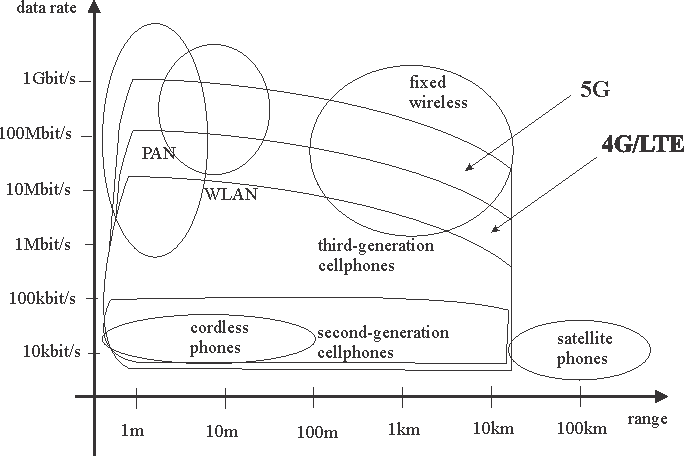 data rate
1Gbit/s
100Mbit/s
10Mbit/s
1Mbit/s
100kbit/s
10kbit/s
fixed
wireless
5G
4G/LTE
PAN
WLAN
third-generation
cellphones
cordless
phones
second-generation
cellphones
satellite
phones
1m
10m
100m
1km
10km
100km
range